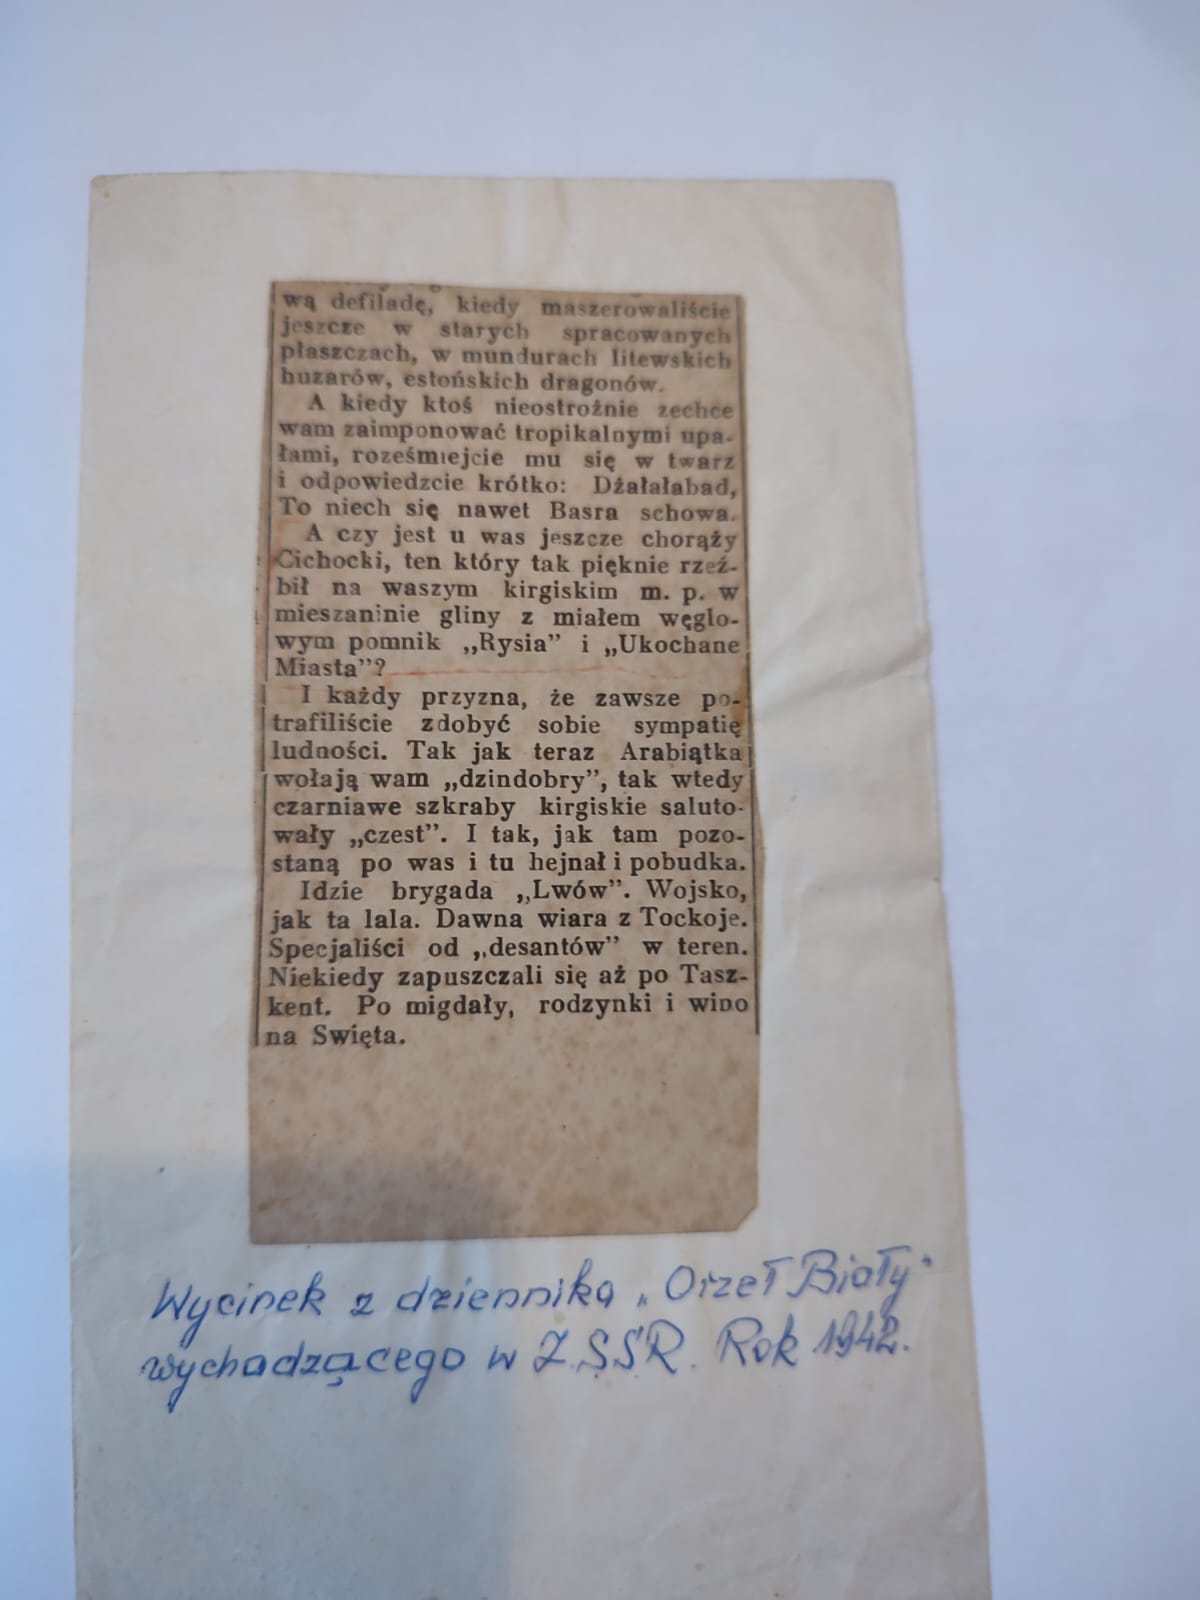 wą defiladę, kiedy maszerowaliście
jeszcze w starych spracowanych
płaszczach, w mundurach litewskich
huzarów, estońskich dragonów.
A kiedy ktoś nieostrożnie zechce
wam zaimponować tropikalnymi upa-
łami, roześmiejcie mu się w twarz
i odpowiedzcie krótko: Dżałałabad,
To niech się nawet Basra schowa.
A czy jest u was jeszcze chorąży
Cichocki, ten który tak pięknie rzeź-
bił na waszym kirgiskim m. p. w
mieszaninie gliny z miałem węglo-
wym pomnik „Rysia” i „Ukochane
Miasta”?
I każdy przyzna, że zawsze po-
trafiliście zdobyć sobie sympatię
ludności. Tak jak teraz Arabiątka
wołają wam „dzindobry”, tak wtedy
czarniawe szkraby kirgiskie saluto-
wały „czest”. I tak, jak tam pozo-
staną po was i tu hejnał i pobudka.
Idzie brygada „Lwów”. Wojsko,
jak ta lala. Dawna wiara z Tockoje.
Specjaliści od „desantów” w teren.
Niekiedy zapuszczali się aż po Tasz-
kent. Po migdały, rodzynki i wino
na Swięta.
Wycinek z dziennika „Orzeł Biały"
wychadzącego w Z.S.S.R. Rok 1942.